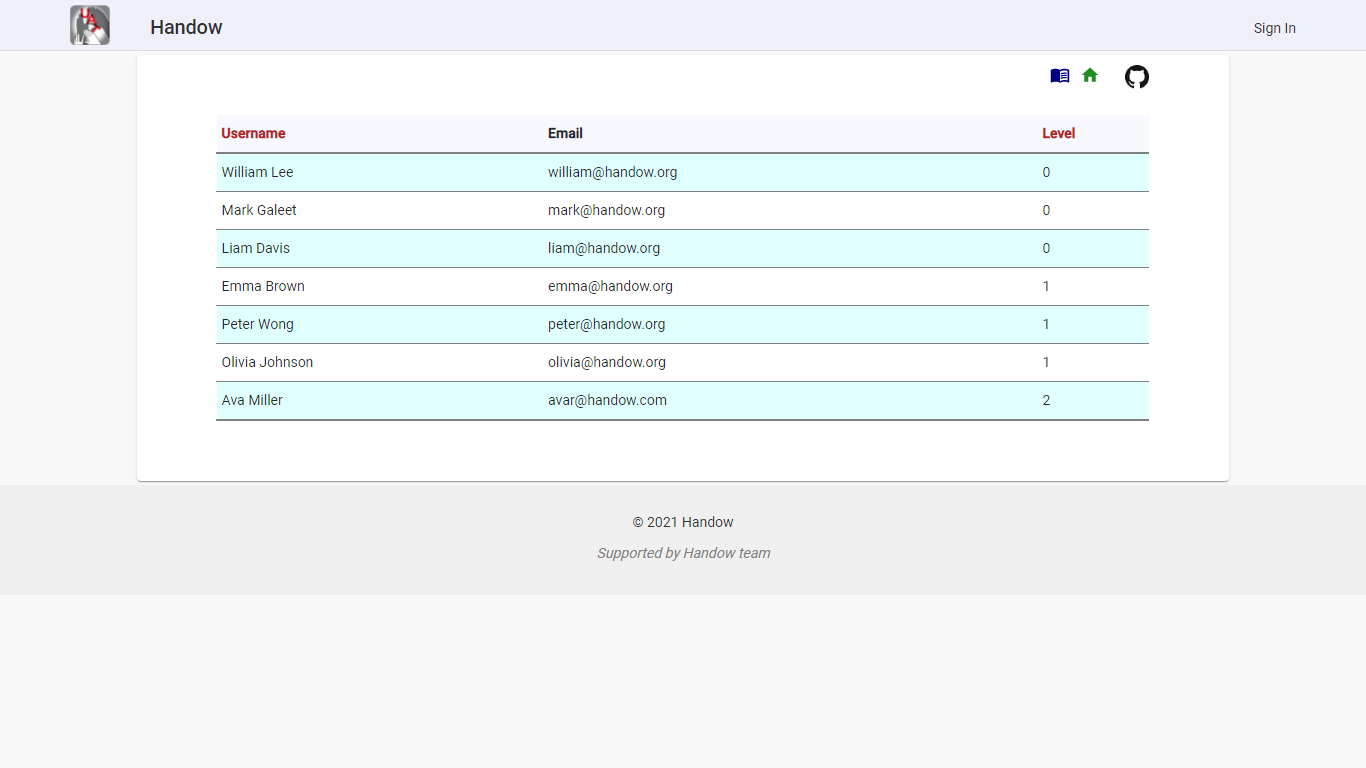 Handow
Sign In
Username Email Level
William Lee william@handow.org 0
Mark Galeet mark@handow.org 0
Liam Davis liam@handow.org 0
Emma Brown emma@handow.org 1
Peter Wong peter@handow.org 1
Olivia Johnson olivia@handow.org 1
Ava Miller avar@handow.com 2
© 2021 Handow
Supported by Handow team